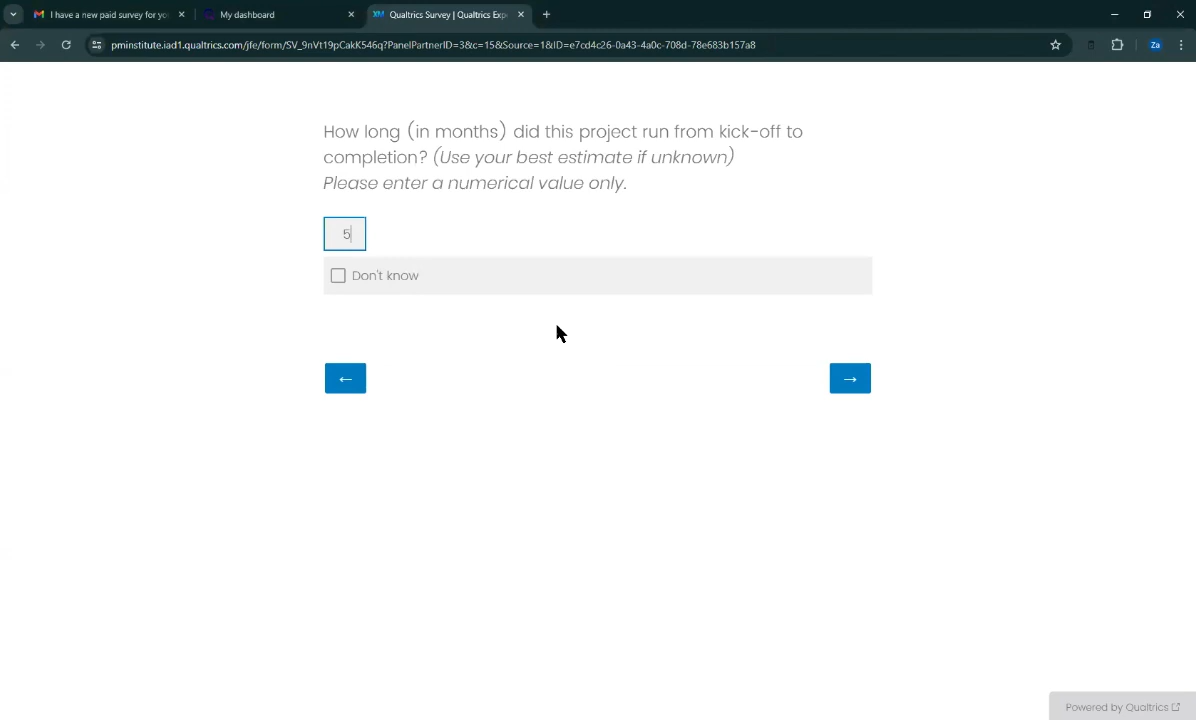 I have a new paid survey for yo
My dashboard
XM Qualtrics Survey | Qualtrics Exp
pminstitute.iad1.qualtrics.com/jfe/form/SV_9nVt19pCakK546q?PanelPartnerID=3&c=15&Source=1&ID=e7cd4c26-0a43-4a0c-708d-78e683b157a8
Za
How long (in months) did this project run from kick-off to
completion? (Use your best estimate if unknown)
Please enter a numerical value only.
5
Don't know
←
→
Powered by Qualtrics